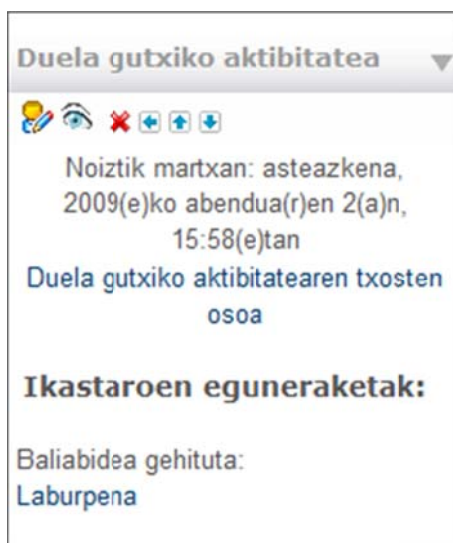 Duela gutxiko aktibitatea
Noiztik martxan: asteazkena,
2009(e)ko abendua(r)en 2(a)n,
15:58(e)tan
Duela gutxiko aktibitatearen txosten
osoa
Ikastaroen eguneraketak:
Baliabidea gehituta:
Laburpena